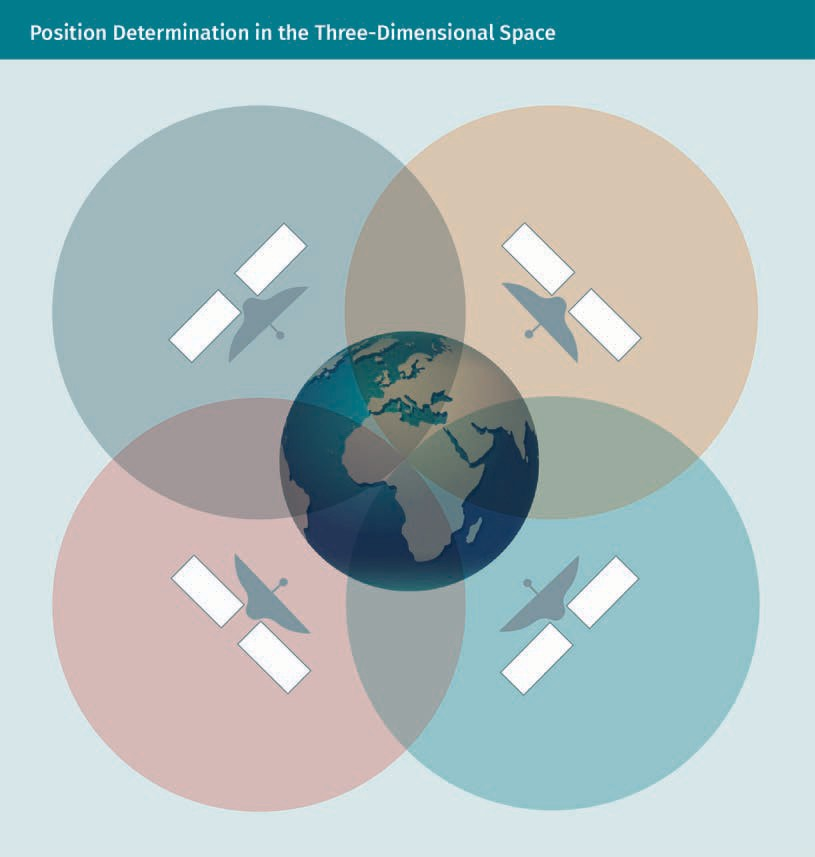 Position Determination in the Three-Dimensional Space